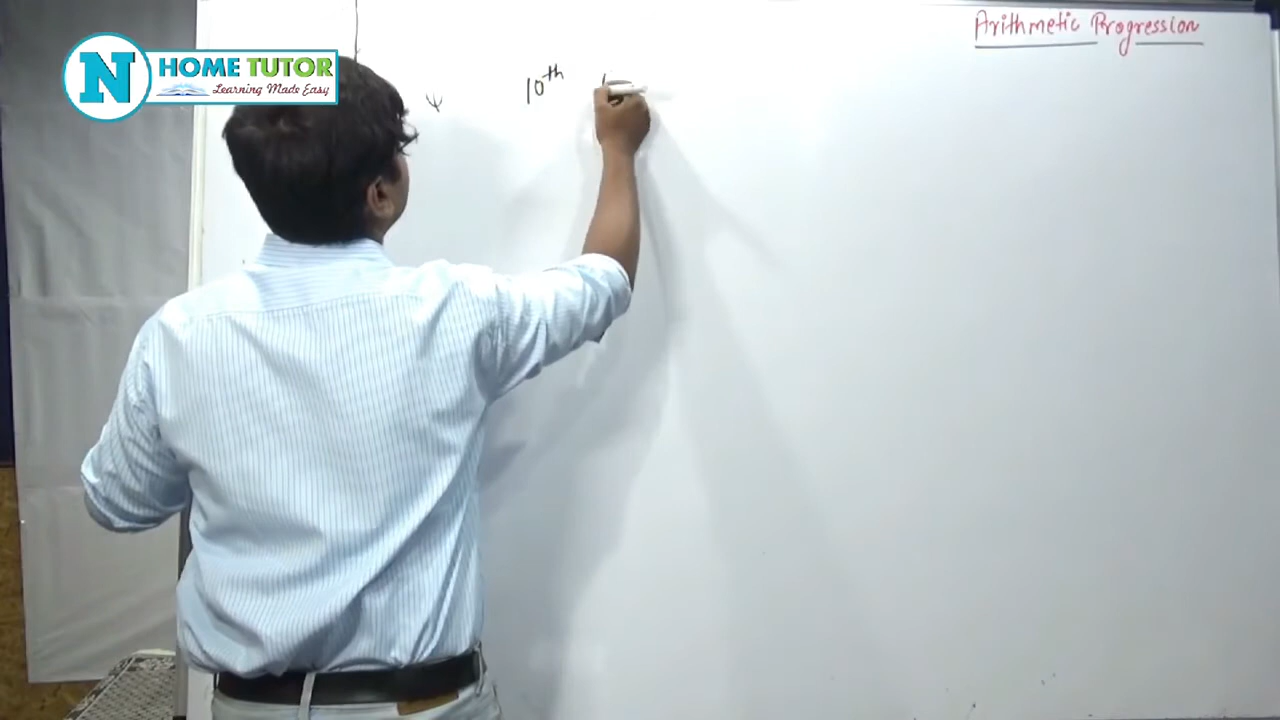 Arithmetic Progression
N HOME TUTOR
Learning Made Easy
10th